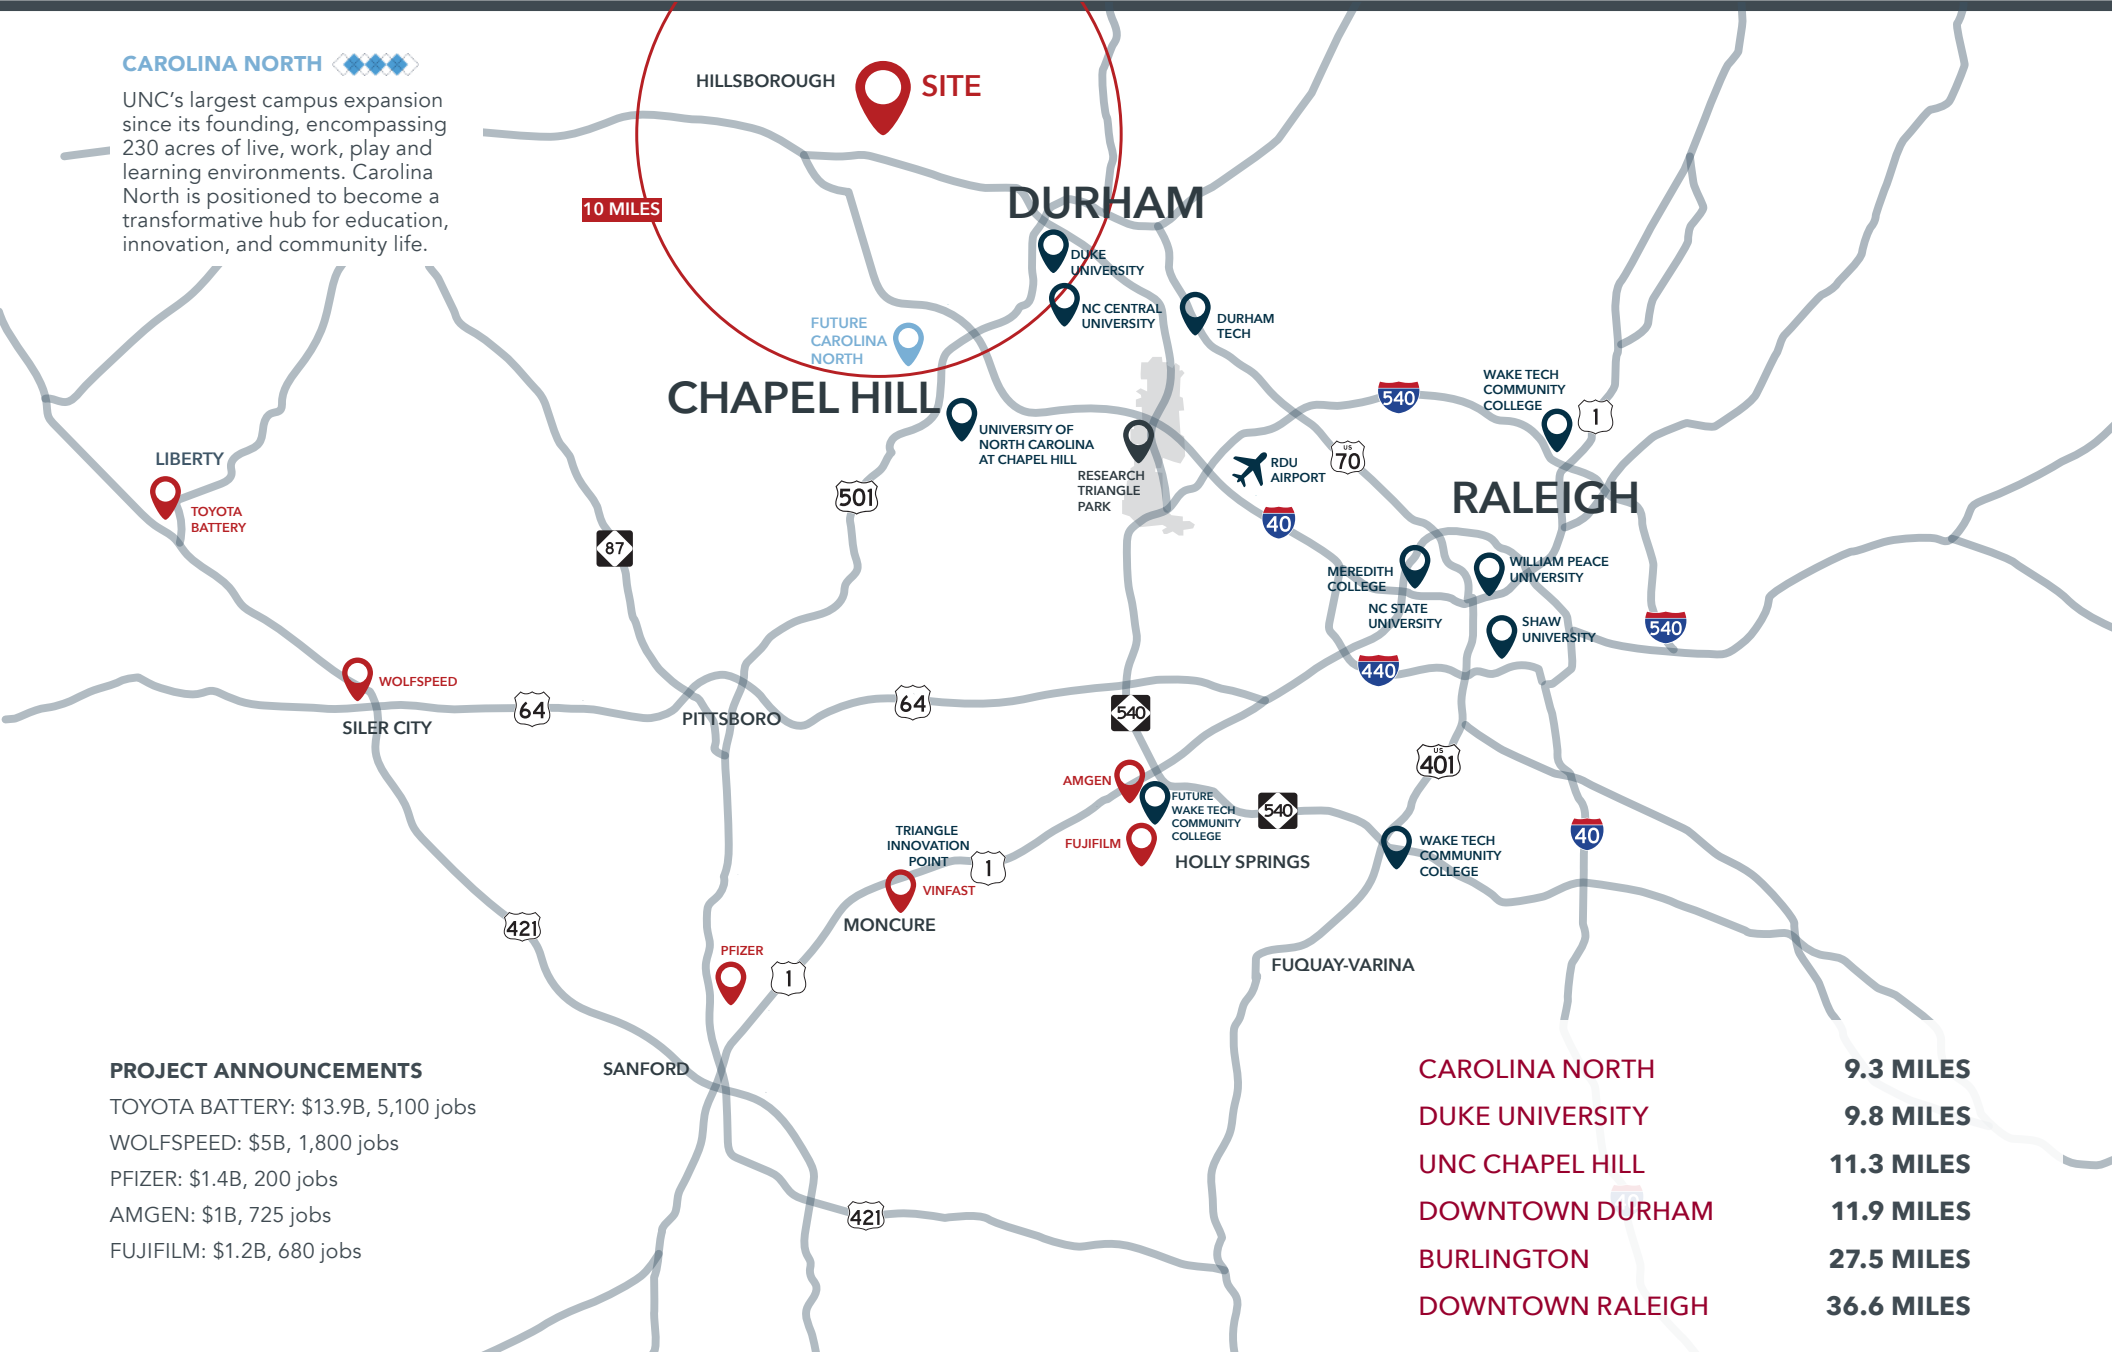 CAROLINA NORTH
UNC's largest campus expansion
since its founding, encompassing
230 acres of live, work, play and
learning environments. Carolina
North is positioned to become a
transformative hub for education,
innovation, and community life.
HILLSBOROUGH
SITE
10 MILES
DURHAM
DUKE
UNIVERSITY
NC CENTRAL
UNIVERSITY
DURHAM
TECH
FUTURE
CAROLINA
NORTH
CHAPEL HILL
UNIVERSITY OF
NORTH CAROLINA
AT CHAPEL HILL
RESEARCH
TRIANGLE
PARK
RDU
AIRPORT
540
US
70
WAKE TECH
COMMUNITY
COLLEGE
1
RALEIGH
LIBERTY
TOYOTA
BATTERY
87
501
40
MEREDITH
COLLEGE
WILLIAM PEACE
UNIVERSITY
NC STATE
UNIVERSITY
SHAW
UNIVERSITY
540
440
WOLFSPEED
SILER CITY
64
PITTSBORO
64
540
US
401
AMGEN
FUTURE
WAKE TECH
COMMUNITY
COLLEGE
540
FUJIFILM
HOLLY SPRINGS
WAKE TECH
COMMUNITY
COLLEGE
40
TRIANGLE
INNOVATION
POINT
1
VINFAST
MONCURE
421
PFIZER
1
FUQUAY-VARINA
SANFORD
421
PROJECT ANNOUNCEMENTS
TOYOTA BATTERY: $13.9B, 5,100 jobs
WOLFSPEED: $5B, 1,800 jobs
PFIZER: $1.4B, 200 jobs
AMGEN: $1B, 725 jobs
FUJIFILM: $1.2B, 680 jobs
CAROLINA NORTH 9.3 MILES
DUKE UNIVERSITY 9.8 MILES
UNC CHAPEL HILL 11.3 MILES
40
DOWNTOWN DURHAM 11.9 MILES
BURLINGTON 27.5 MILES
DOWNTOWN RALEIGH 36.6 MILES